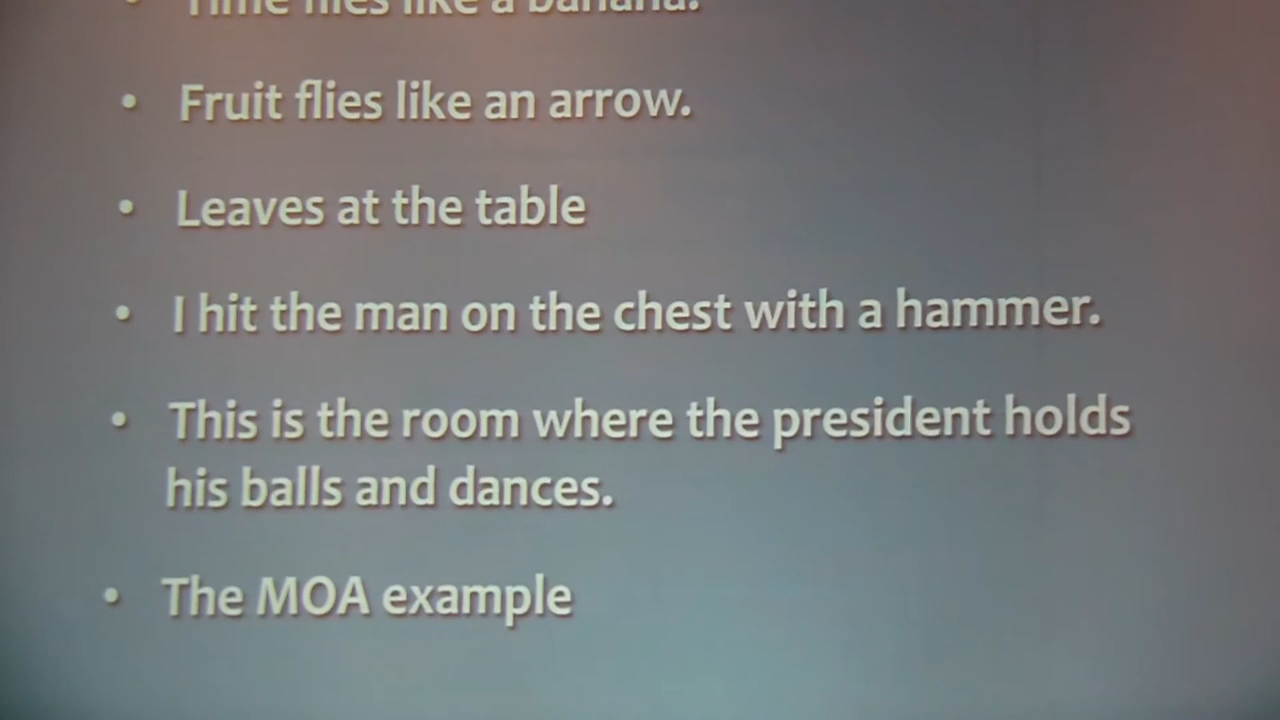 Time flies like a banana.
• Fruit flies like an arrow.
• Leaves at the table
• I hit the man on the chest with a hammer.
• This is the room where the president holds
his balls and dances.
• The MOA example